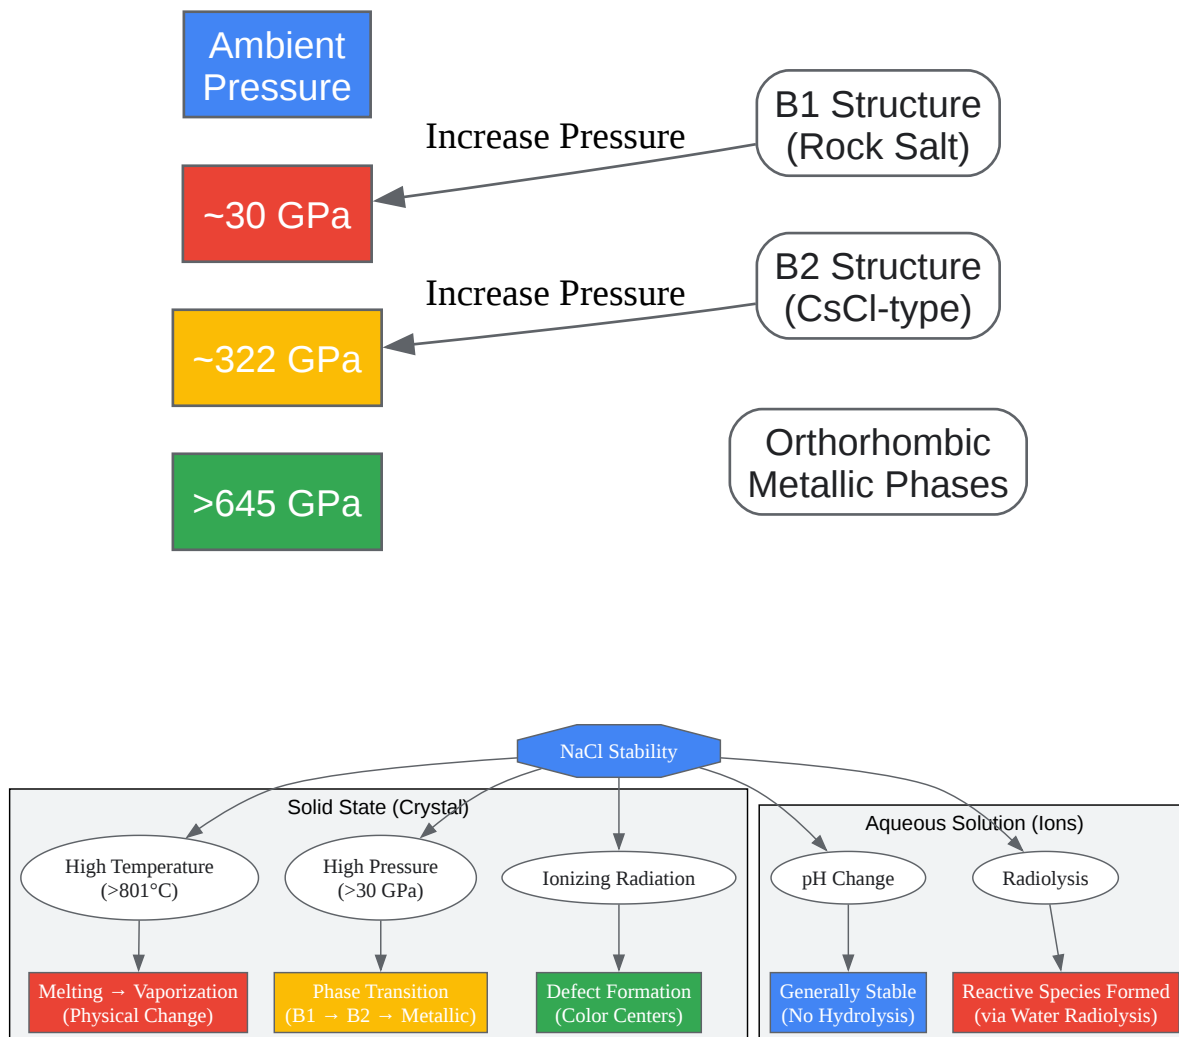 Ambient
Pressure
B1 Structure
(Rock Salt)
Increase Pressure
~30 GPa
B2 Structure
(CsCl-type)
Increase Pressure
~322 GPa
Orthorhombic
Metallic Phases
>645 GPa
NaCl Stability
Solid State (Crystal)
Aqueous Solution (Ions)
High Temperature
(>801°C)
High Pressure
(>30 GPa)
Ionizing Radiation
pH Change
Radiolysis
Melting → Vaporization
(Physical Change)
Phase Transition
(B1 → B2 → Metallic)
Defect Formation
(Color Centers)
Generally Stable
(No Hydrolysis)
Reactive Species Formed
(via Water Radiolysis)